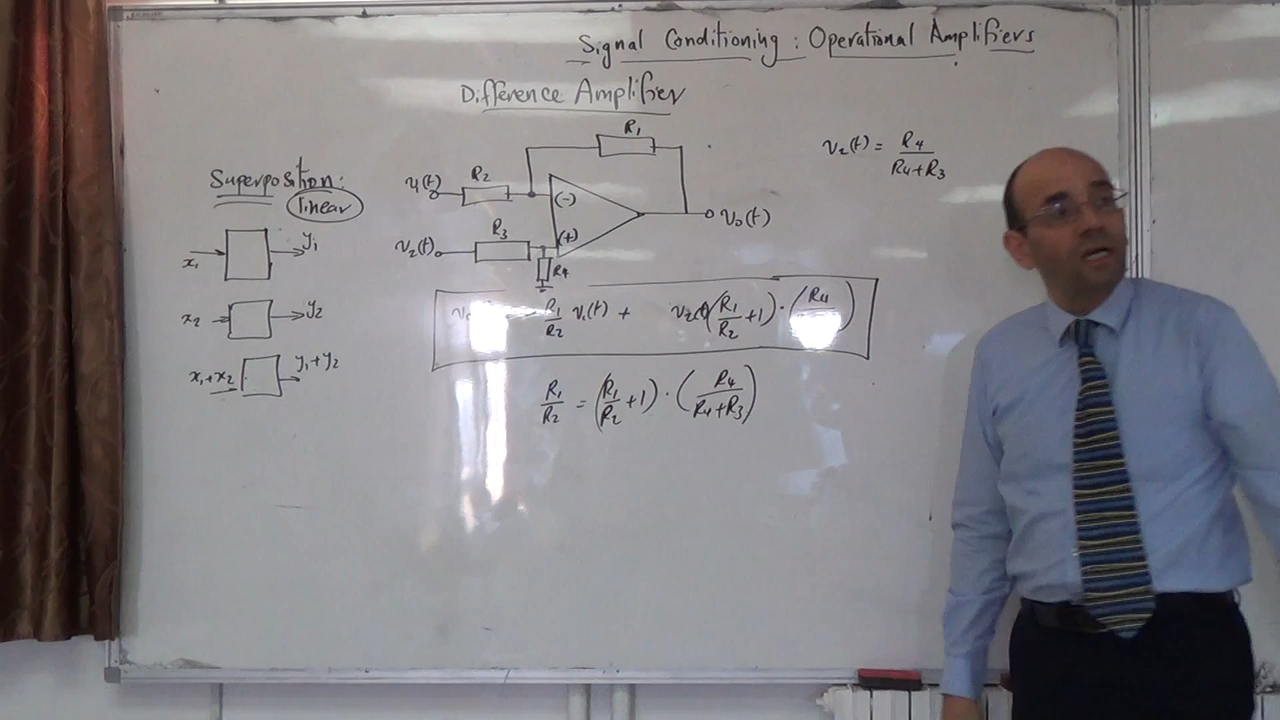 Signal Conditioning : Operational Amplifiers
Difference Amplifier
v₂(t) = R₄ / R₄+R₃
Superposition:
linear
x₁ y₁
x₂ y₂
x₁+x₂ y₁+y₂
R₁
v₁(t) R₂ (-)
v₀(t)
v₂(t) R₃ (+)
R₄
R₁/R₂ v₁(t) + v₂(t) (R₁/R₂ +1) · (R₄
R₁/R₂ = (R₁/R₂ +1) · (R₄ / R₄+R₃)